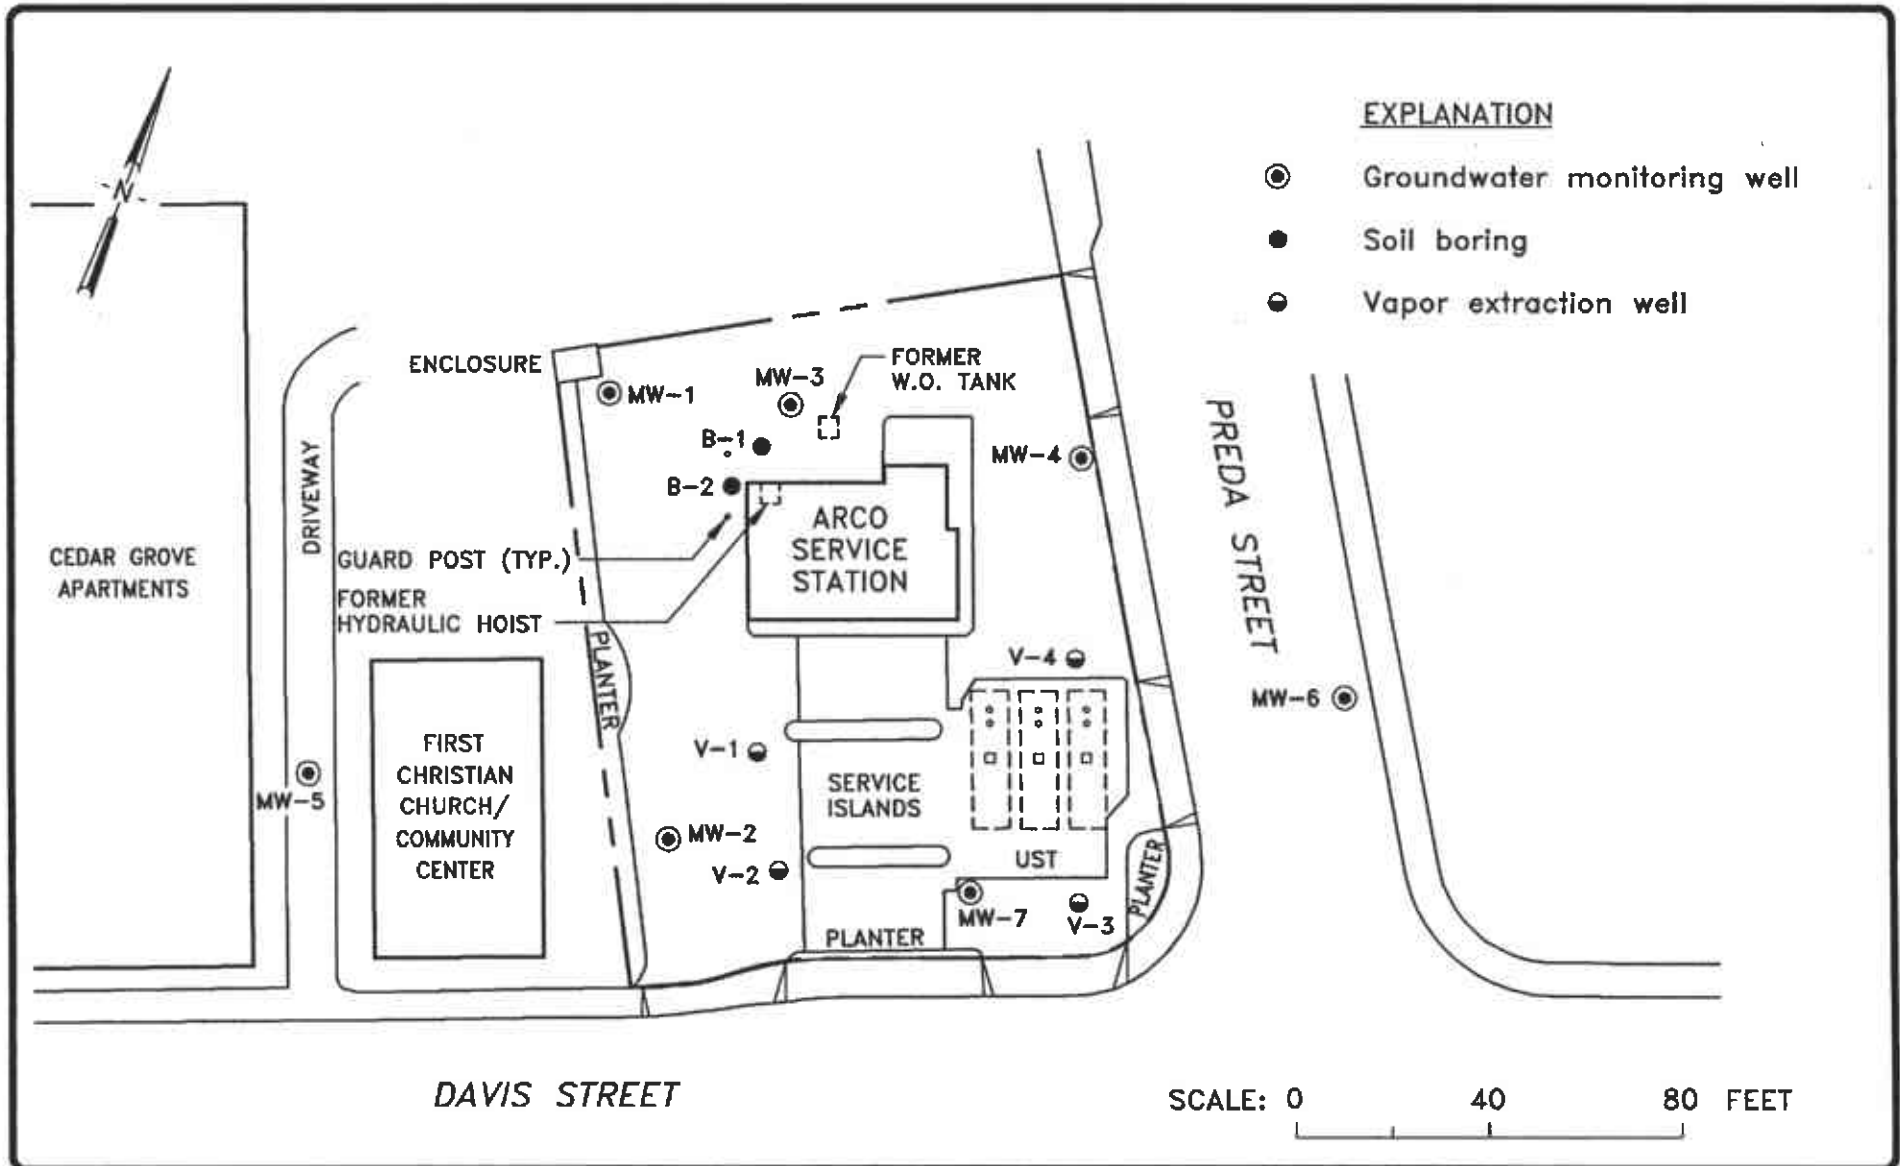 EXPLANATION
Groundwater monitoring well
Soil boring
Vapor extraction well
N
ENCLOSURE
MW-1
MW-3
FORMER
W.O. TANK
B-1
B-2
MW-4
ARCO
SERVICE
STATION
DRIVEWAY
CEDAR GROVE
APARTMENTS
GUARD POST (TYP.)
FORMER
HYDRAULIC HOIST
PLANTER
PREDA STREET
V-4
MW-6
V-1
FIRST
CHRISTIAN
CHURCH/
COMMUNITY
CENTER
MW-5
SERVICE
ISLANDS
MW-2
V-2
UST
MW-7
V-3
PLANTER
PLANTER
DAVIS STREET
SCALE: 0 40 80 FEET